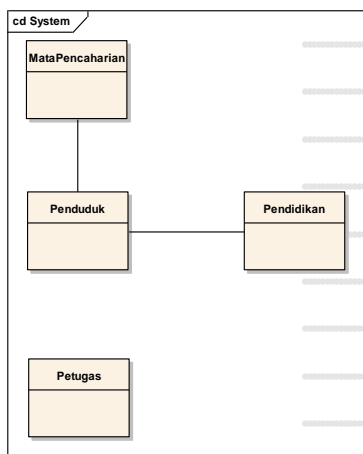 cd System
MataPencaharian
Penduduk
Pendidikan
Petugas